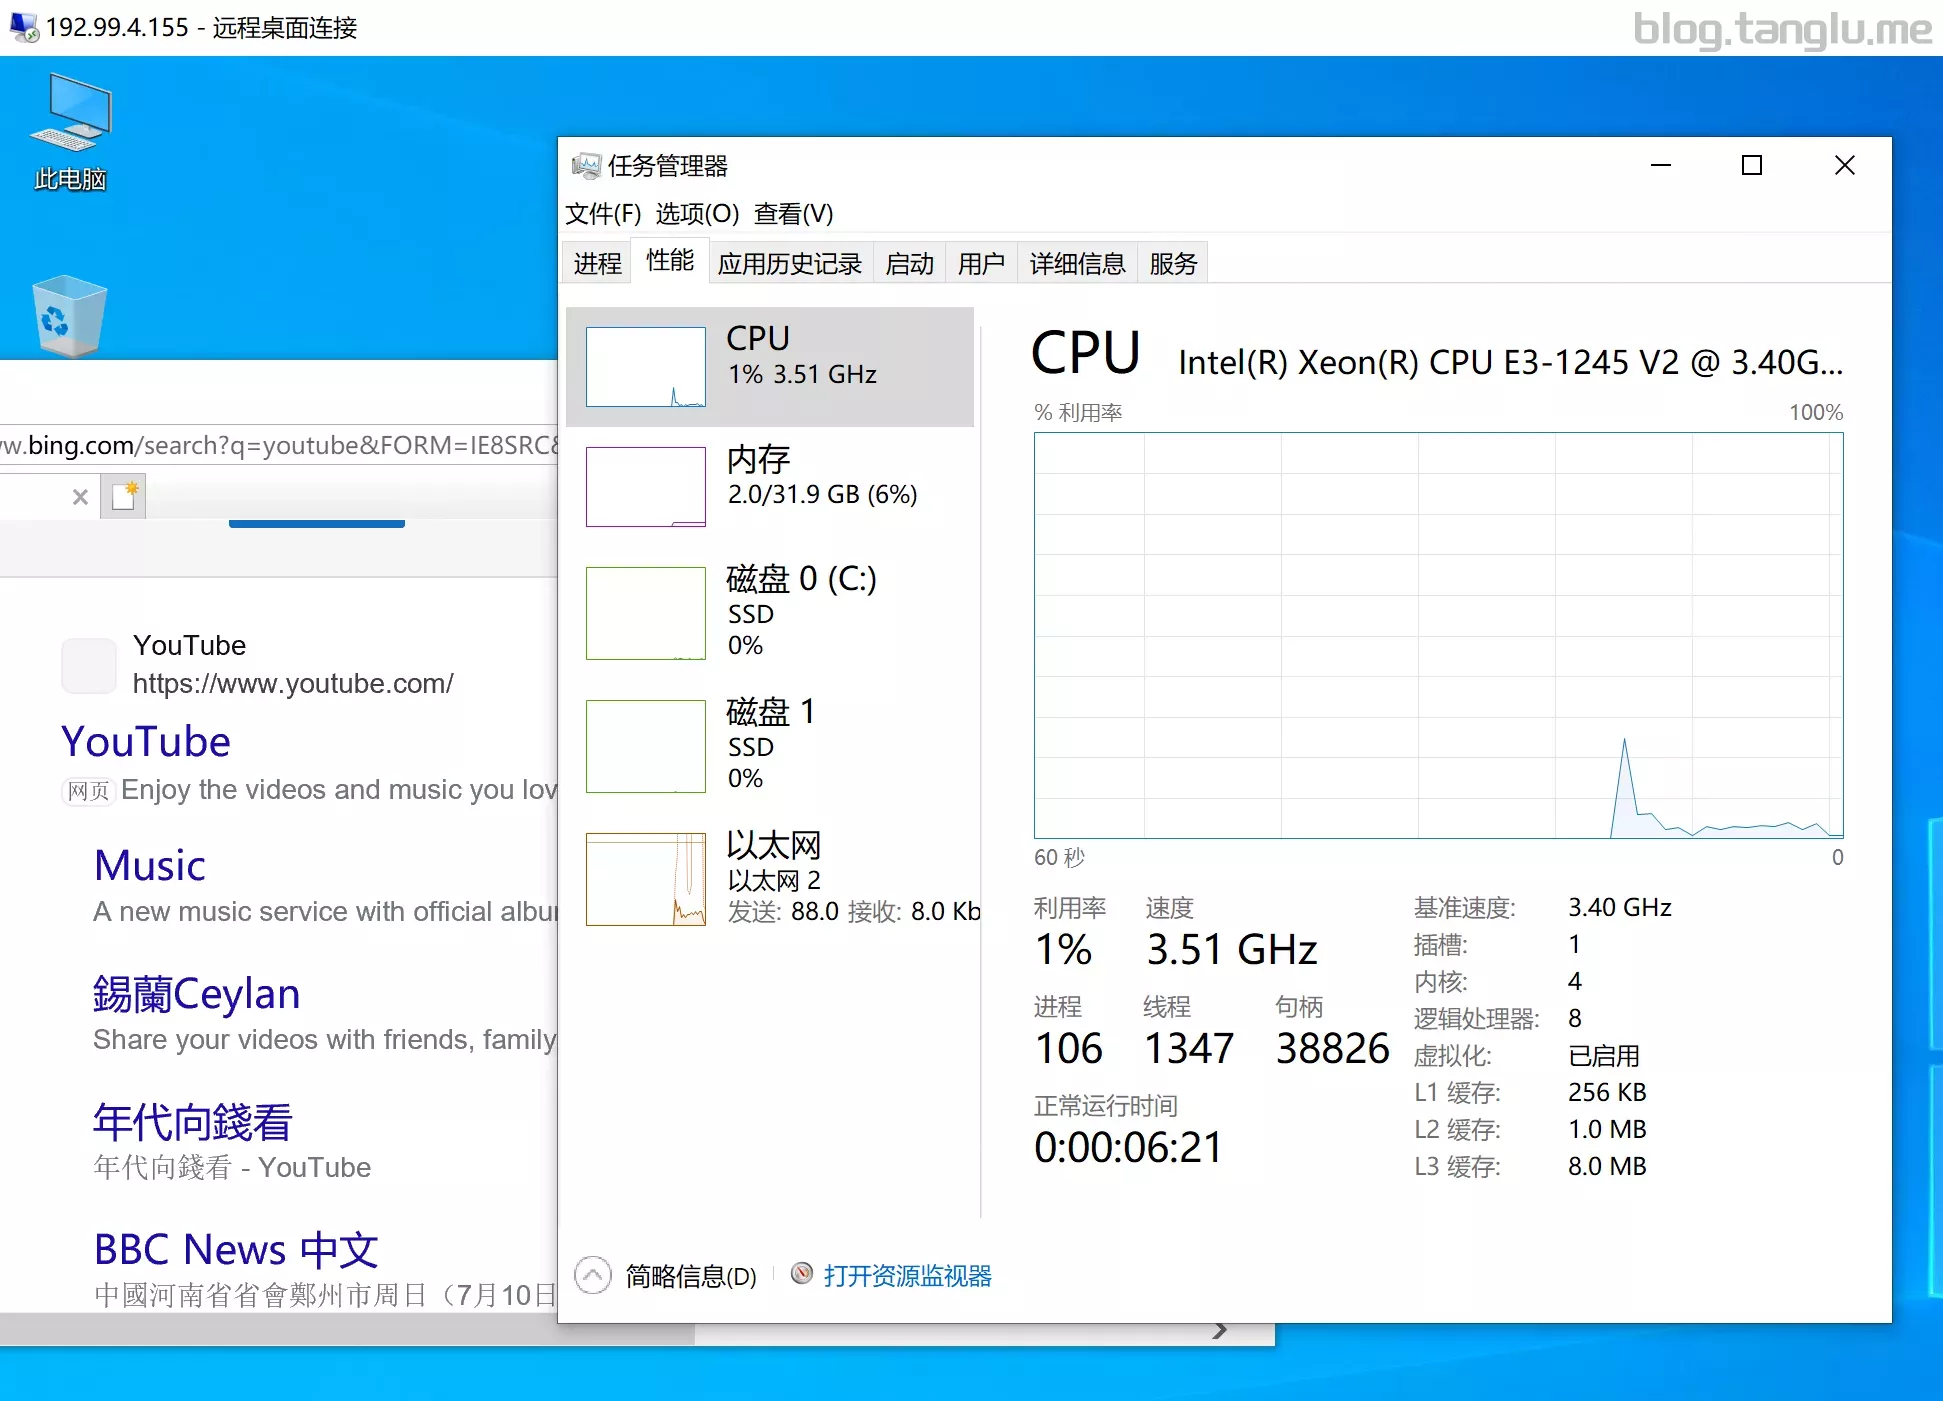 192.99.4.155 - 远程桌面连接
blog.tanglu.me
此电脑
w.bing.com/search?q=youtube&FORM=IE8SRC&
YouTube
https://www.youtube.com/
YouTube
网页 Enjoy the videos and music you lov
Music
A new music service with official albu
錫蘭Ceylan
Share your videos with friends, family
年代向錢看
年代向錢看 - YouTube
BBC News 中文
中國河南省省會鄭州市周日（7月10日
任务管理器
文件(F) 选项(O) 查看(V)
进程 性能 应用历史记录 启动 用户 详细信息 服务
CPU
1% 3.51 GHz
内存
2.0/31.9 GB (6%)
磁盘 0 (C:)
SSD
0%
磁盘 1
SSD
0%
以太网
以太网 2
发送: 88.0 接收: 8.0 Kb
CPU Intel(R) Xeon(R) CPU E3-1245 V2 @ 3.40G...
% 利用率 100%
60 秒 0
利用率 速度
1% 3.51 GHz
进程 线程 句柄
106 1347 38826
正常运行时间
0:00:06:21
基准速度: 3.40 GHz
插槽: 1
内核: 4
逻辑处理器: 8
虚拟化: 已启用
L1 缓存: 256 KB
L2 缓存: 1.0 MB
L3 缓存: 8.0 MB
简略信息(D) 打开资源监视器